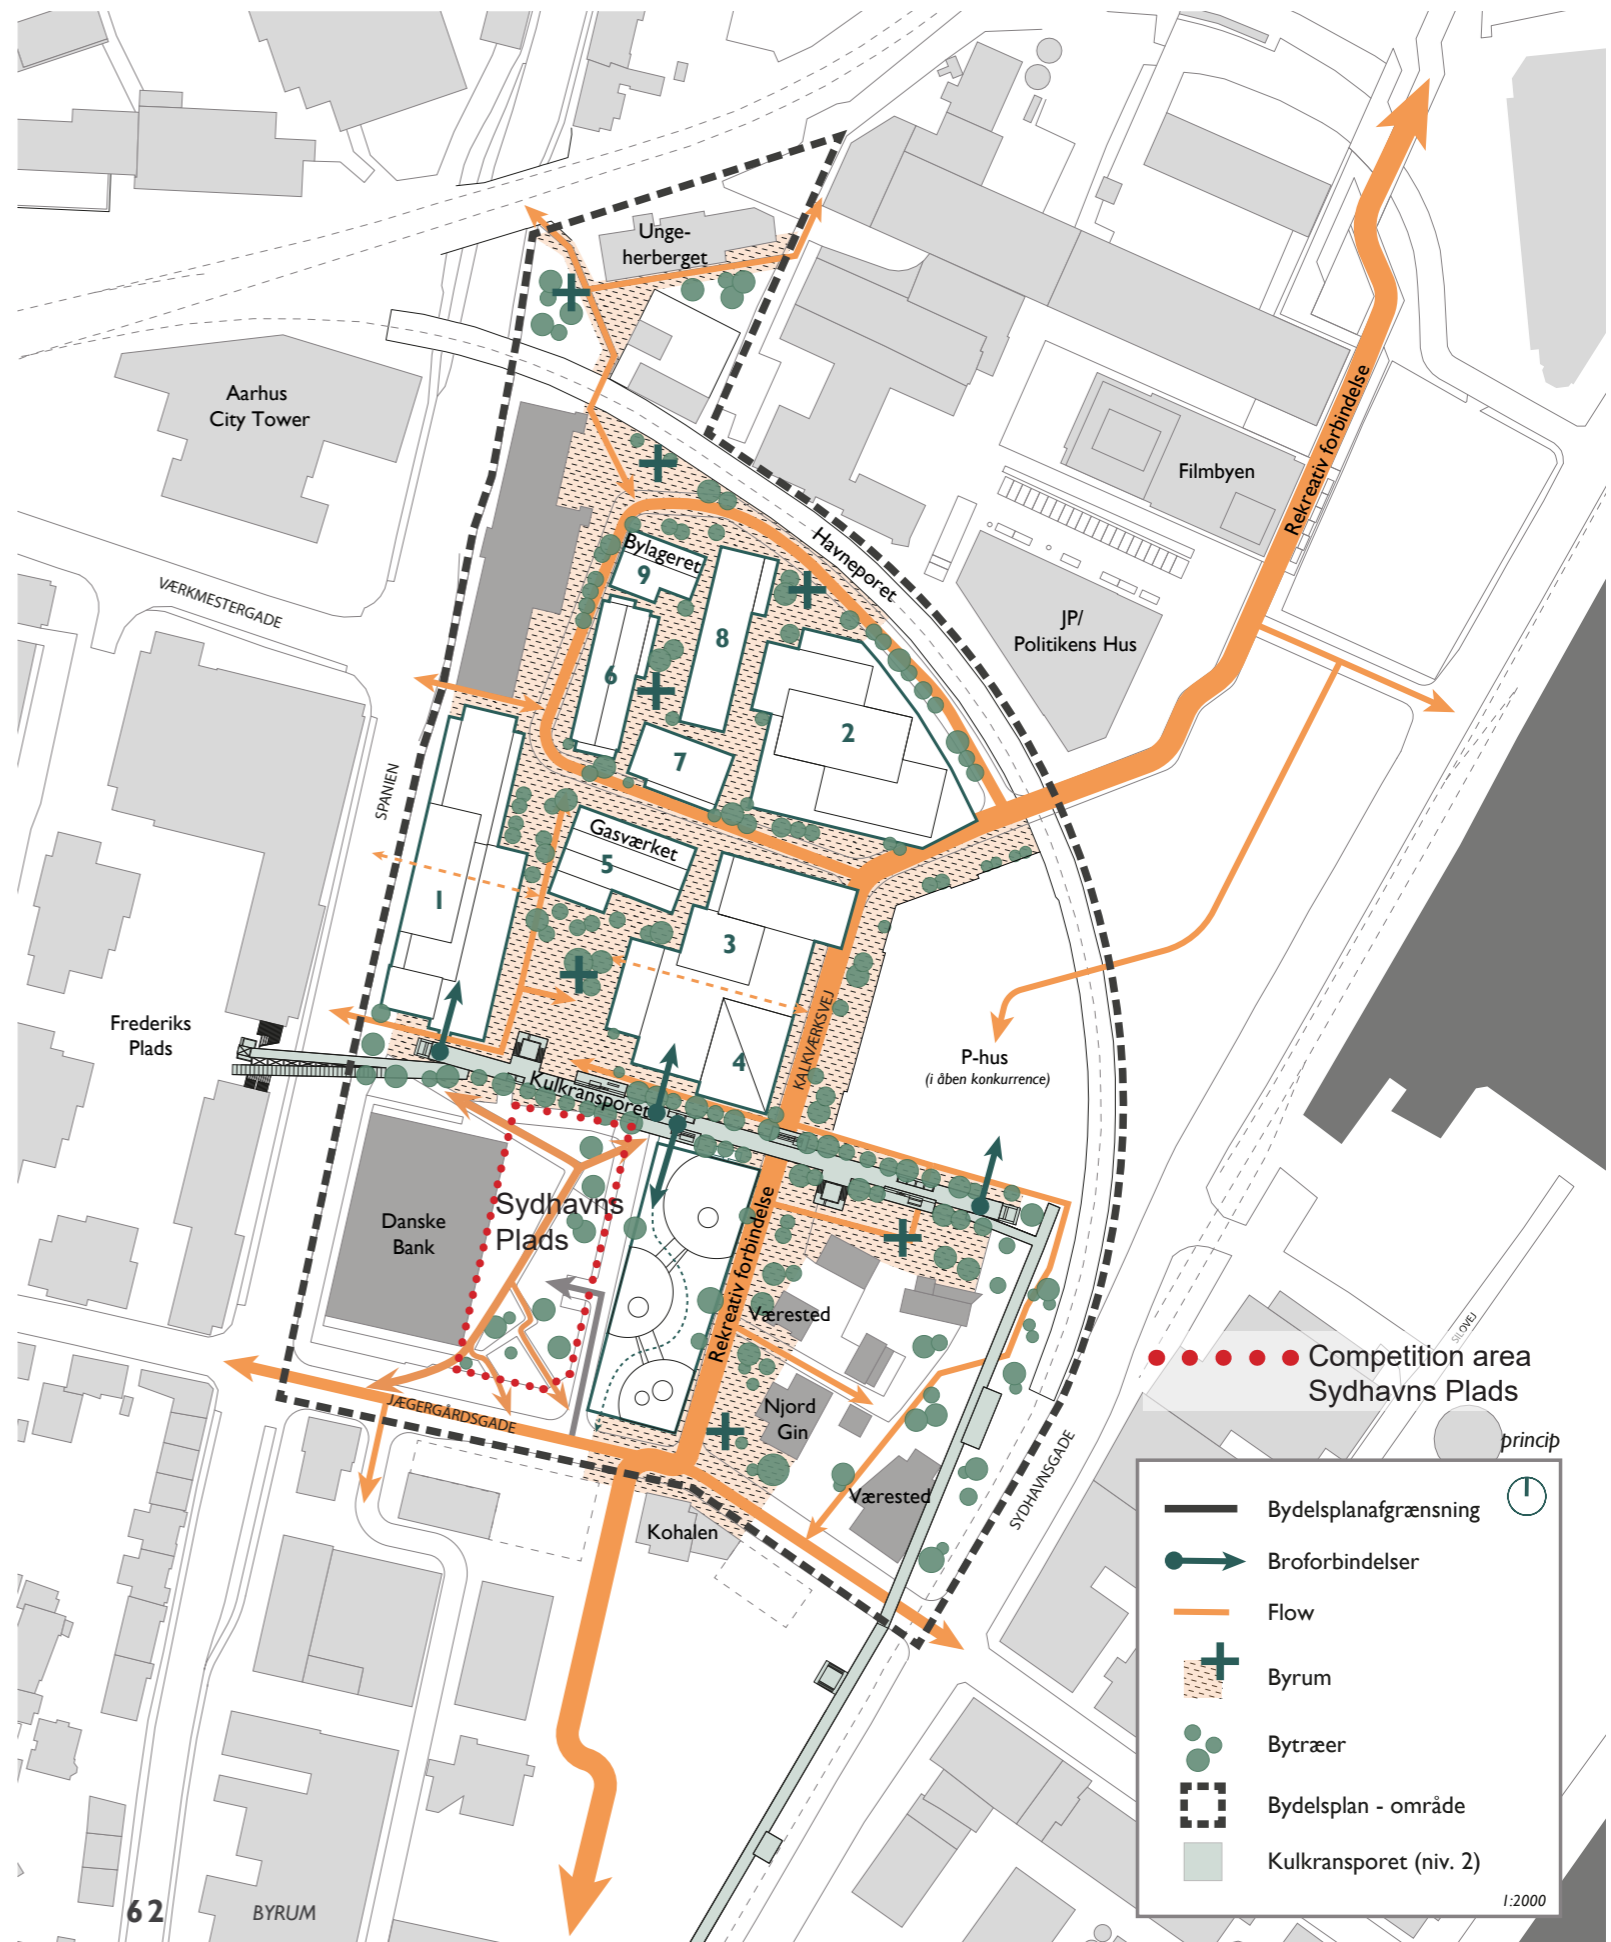 Unge-
herberget
Aarhus
City Tower
Rekreativ forbindelse
Filmbyen
Havneporet
Bylageret
9
VÆRKMESTERGADE
JP/
Politikens Hus
8
6
2
7
SPANIEN
Gasværket
5
1
3
Frederiks
Plads
KALKVÆRKSVEJ
4
P-hus
(i åben konkurrence)
Kulkransporet
Sydhavns
Plads
Danske
Bank
Rekreativ forbindelse
Værested
SILOVEJ
Competition area
Sydhavns Plads
JÆGERGÅRDSGADE
Njord
Gin
princip
SYDHAVNSGADE
Værested
Kohalen
Bydelsplanafgrænsning
Broforbindelser
Flow
Byrum
Bytræer
Bydelsplan - område
Kulkransporet (niv. 2)
1:2000
62
BYRUM